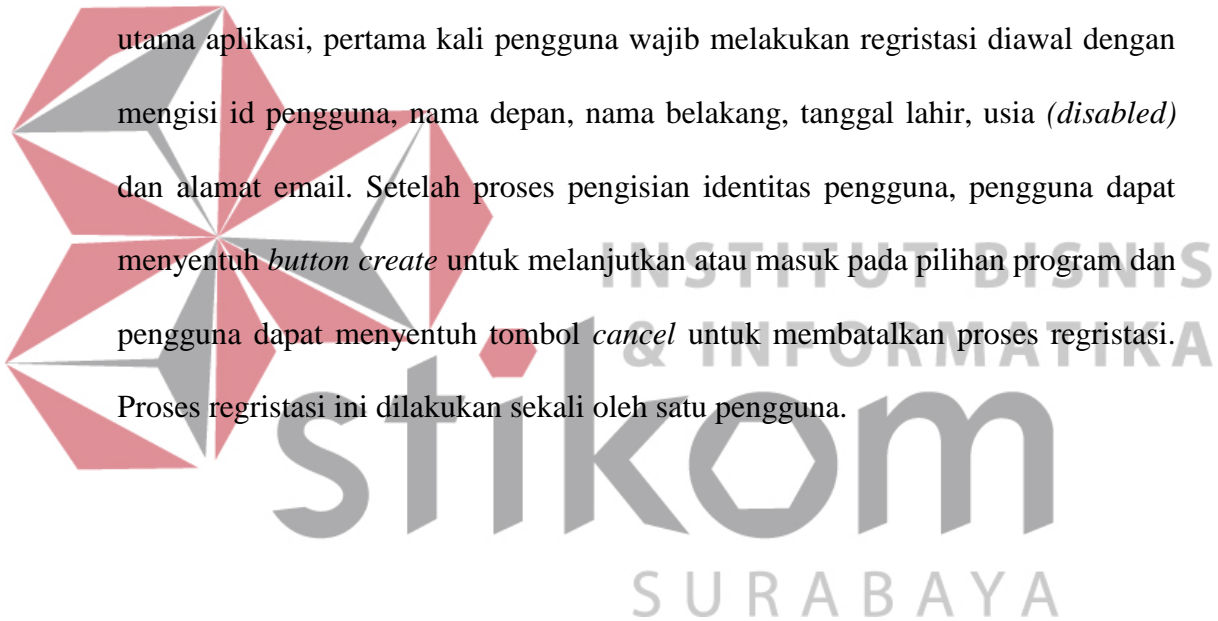 utama aplikasi, pertama kali pengguna wajib melakukan regristasi diawal dengan
mengisi id pengguna, nama depan, nama belakang, tanggal lahir, usia (disabled)
dan alamat email. Setelah proses pengisian identitas pengguna, pengguna dapat
menyentuh button create untuk melanjutkan atau masuk pada pilihan program dan
pengguna dapat menyentuh tombol cancel untuk membatalkan proses regristasi.
Proses regristasi ini dilakukan sekali oleh satu pengguna.
INSTITUT BISNIS
& INFORMATIKA
stikom
SURABAYA